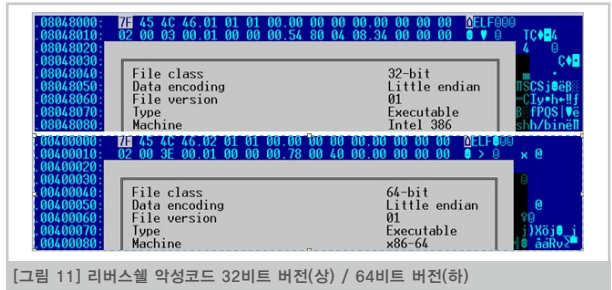 .08048000: 7F 45 4C 46.01 01 01 00.00 00 00 00.00 00 00 00 ELF
.08048010: 02 00 03 00.01 00 00 00.54 80 04 08.34 00 00 00 TÇ 4
.08048020: 4
.08048030:
.08048040: File class 32-bit
.08048050: Data encoding Little endian
.08048060: File version 01
.08048070: Type Executable
.08048080: Machine Intel 386
.00400000: 7F 45 4C 46.02 01 01 00.00 00 00 00.00 00 00 00 ELF
.00400010: 02 00 3E 00.01 00 00 00.78 00 40 00.00 00 00 00 > x @
.00400020:
.00400030:
.00400040: File class 64-bit
.00400050: Data encoding Little endian @
.00400060: File version 01
.00400070: Type Executable
.00400080: Machine x86-64
[그림 11] 리버스쉘 악성코드 32비트 버전(상) / 64비트 버전(하)